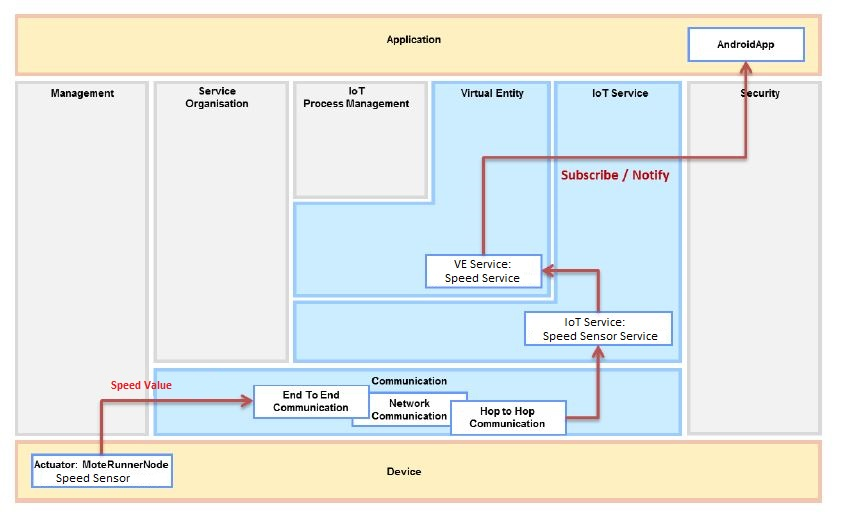 Application
AndroidApp
Management
Service
Organisation
IoT
Process Management
Virtual Entity
IoT Service
Security
Subscribe / Notify
VE Service:
Speed Service
IoT Service:
Speed Sensor Service
Speed Value
Communication
End To End
Communication
Network
Communication
Hop to Hop
Communication
Actuator: MoteRunnerNode
Speed Sensor
Device